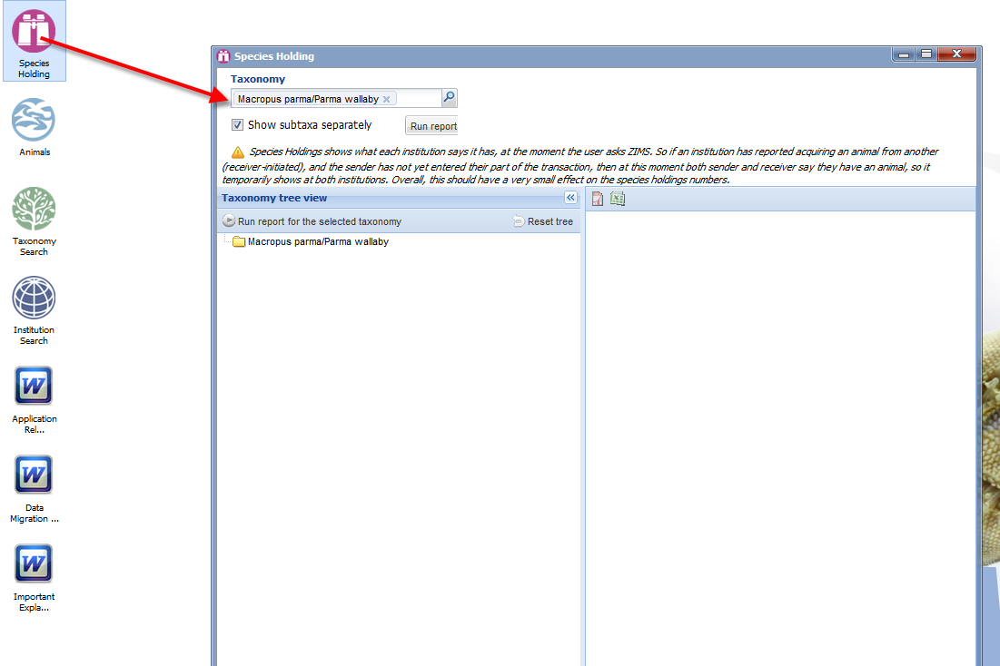 Species
Holding
Animals
Taxonomy
Search
Institution
Search
Application
Rel...
Data
Migration ...
Important
Expla...
Species Holding
Taxonomy
Macropus parma/Parma wallaby
Show subtaxa separately
Run report
Species Holdings shows what each institution says it has, at the moment the user asks ZIMS. So if an institution has reported acquiring an animal from another
(receiver-initiated), and the sender has not yet entered their part of the transaction, then at this moment both sender and receiver say they have an animal, so it
temporarily shows at both institutions. Overall, this should have a very small effect on the species holdings numbers.
Taxonomy tree view
Run report for the selected taxonomy
Reset tree
Macropus parma/Parma wallaby